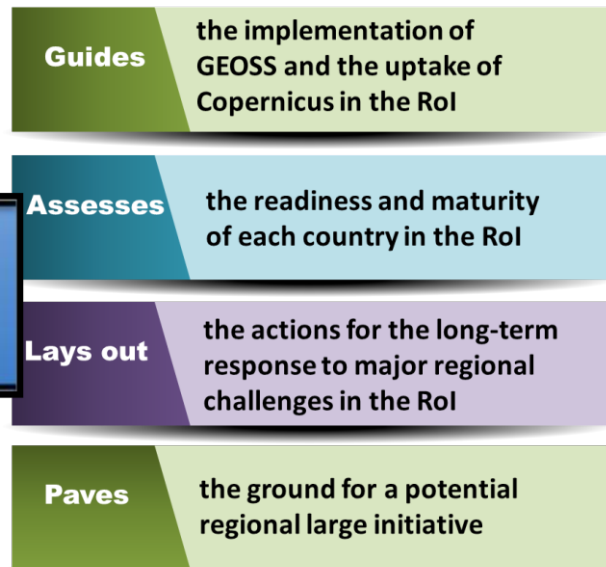 Guides
the implementation of
GEOSS and the uptake of
Copernicus in the RoI
Assesses
the readiness and maturity
of each country in the RoI
Lays out
the actions for the long-term
response to major regional
challenges in the RoI
Paves
the ground for a potential
regional large initiative